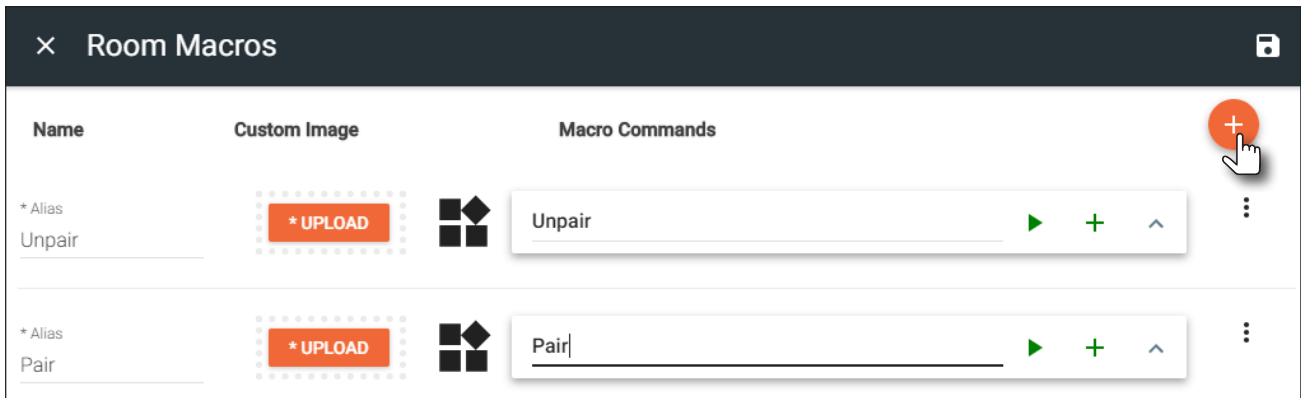 Room Macros
Name Custom Image Macro Commands
* Alias
Unpair
* UPLOAD
Unpair
* Alias
Pair
* UPLOAD
Pair